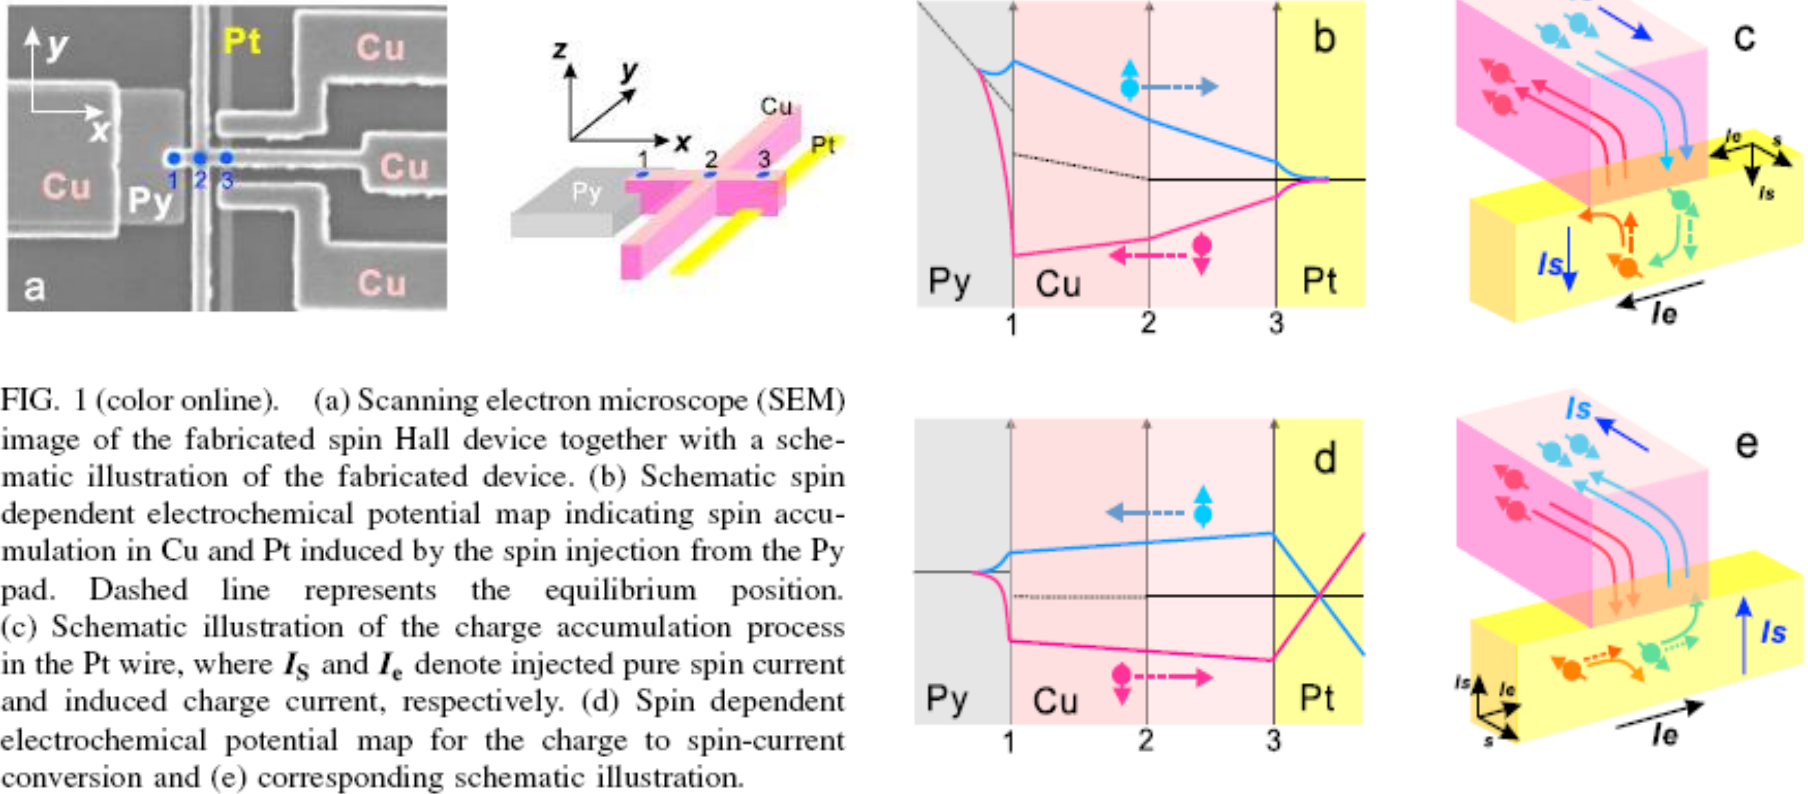 y
Pt
Cu
x
1 2 3
Cu
Py
Cu
a
Cu
z
y
x
Cu
Pt
1
2
3
Py
b
Py
Cu
Pt
1
2
3
c
Ie
s
Is
Is
Ie
FIG. 1 (color online). (a) Scanning electron microscope (SEM)
image of the fabricated spin Hall device together with a sche-
matic illustration of the fabricated device. (b) Schematic spin
dependent electrochemical potential map indicating spin accu-
mulation in Cu and Pt induced by the spin injection from the Py
pad. Dashed line represents the equilibrium position.
(c) Schematic illustration of the charge accumulation process
in the Pt wire, where IS and Ie denote injected pure spin current
and induced charge current, respectively. (d) Spin dependent
electrochemical potential map for the charge to spin-current
conversion and (e) corresponding schematic illustration.
d
Py
Cu
Pt
1
2
3
Is
e
Is
Is
Ie
s
Ie